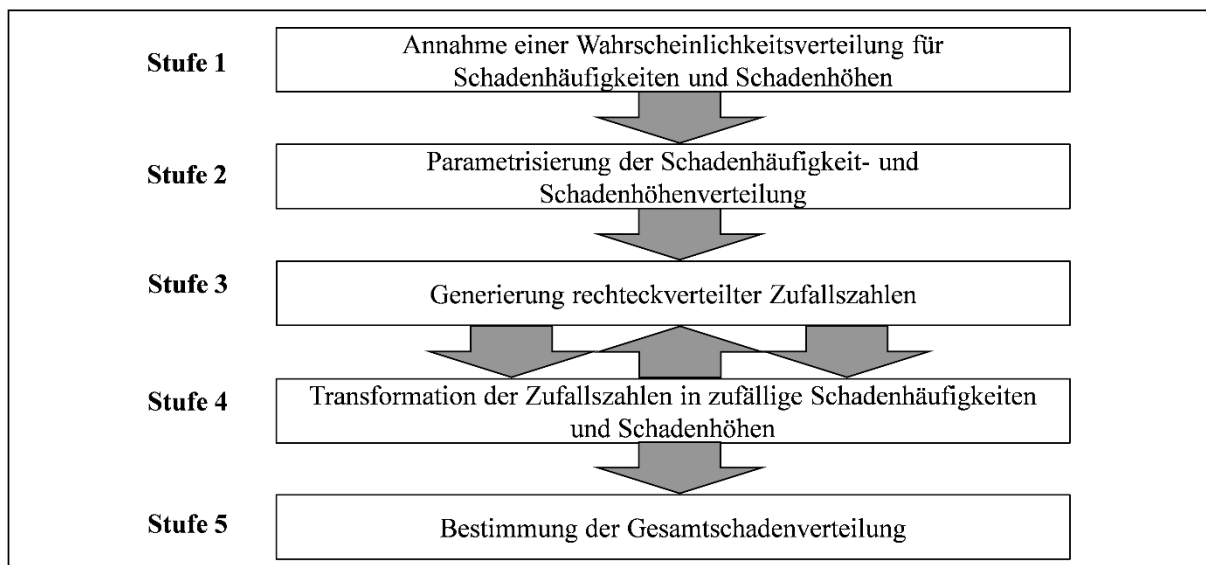 Stufe 1
Annahme einer Wahrscheinlichkeitsverteilung für
Schadenhäufigkeiten und Schadenhöhen
Stufe 2
Parametrisierung der Schadenhäufigkeit- und
Schadenhöhenverteilung
Stufe 3
Generierung rechteckverteilter Zufallszahlen
Stufe 4
Transformation der Zufallszahlen in zufällige Schadenhäufigkeiten
und Schadenhöhen
Stufe 5
Bestimmung der Gesamtschadenverteilung